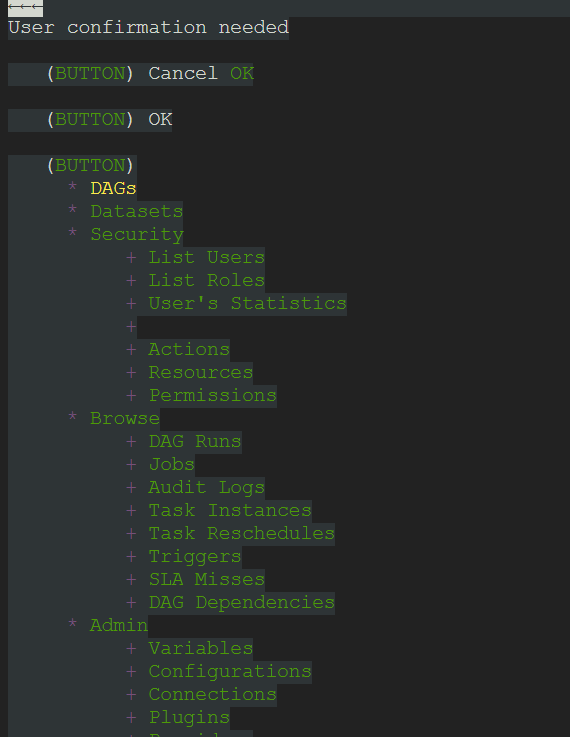 ←←←
User confirmation needed
(BUTTON) Cancel OK
(BUTTON) OK
(BUTTON)
* DAGs
* Datasets
* Security
+ List Users
+ List Roles
+ User's Statistics
+
+ Actions
+ Resources
+ Permissions
* Browse
+ DAG Runs
+ Jobs
+ Audit Logs
+ Task Instances
+ Task Reschedules
+ Triggers
+ SLA Misses
+ DAG Dependencies
* Admin
+ Variables
+ Configurations
+ Connections
+ Plugins